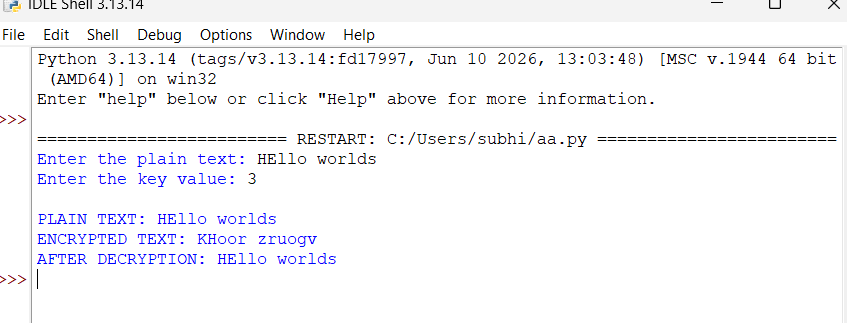 IDLE Shell 3.13.14
File Edit Shell Debug Options Window Help
Python 3.13.14 (tags/v3.13.14:fd17997, Jun 10 2026, 13:03:48) [MSC v.1944 64 bit
(AMD64)] on win32
Enter "help" below or click "Help" above for more information.
>>>
========================= RESTART: C:/Users/subhi/aa.py ========================
Enter the plain text: HEllo worlds
Enter the key value: 3
PLAIN TEXT: HEllo worlds
ENCRYPTED TEXT: KHoor zruogv
AFTER DECRYPTION: HEllo worlds
>>>